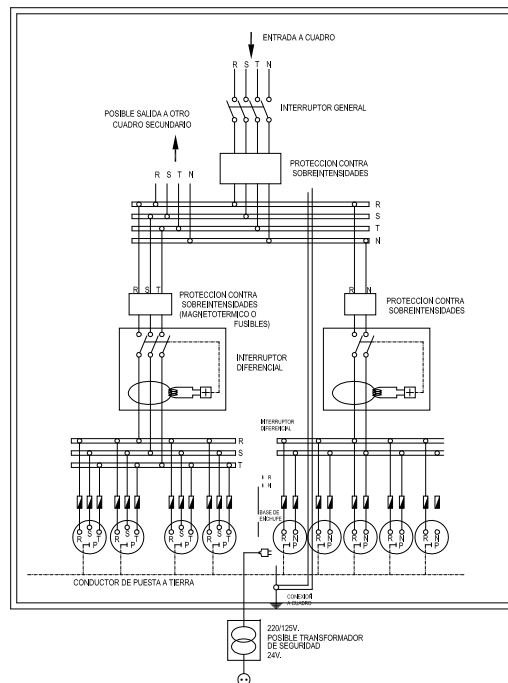 ENTRADA A CUADRO
R S T N
INTERRUPTOR GENERAL
POSIBLE SALIDA A OTRO
CUADRO SECUNDARIO
PROTECCION CONTRA
SOBREINTENSIDADES
R S T N
R
S
T
N
R S T
R N
PROTECCION CONTRA
SOBREINTENSIDADES
(MAGNETOTERMICO O
FUSIBLES)
PROTECCION CONTRA
SOBREINTENSIDADES
INTERRUPTOR
DIFERENCIAL
INTERRUPTOR
DIFERENCIAL
R
S
T
R
N
BASE DE
ENCHUFE
R S T P
R S T P
R S T P
R S T P
R N P
R N P
R N P
R N P
R N P
CONDUCTOR DE PUESTA A TIERRA
CONEXION
A CUADRO
220/125V.
POSIBLE TRANSFORMADOR
DE SEGURIDAD
24V.